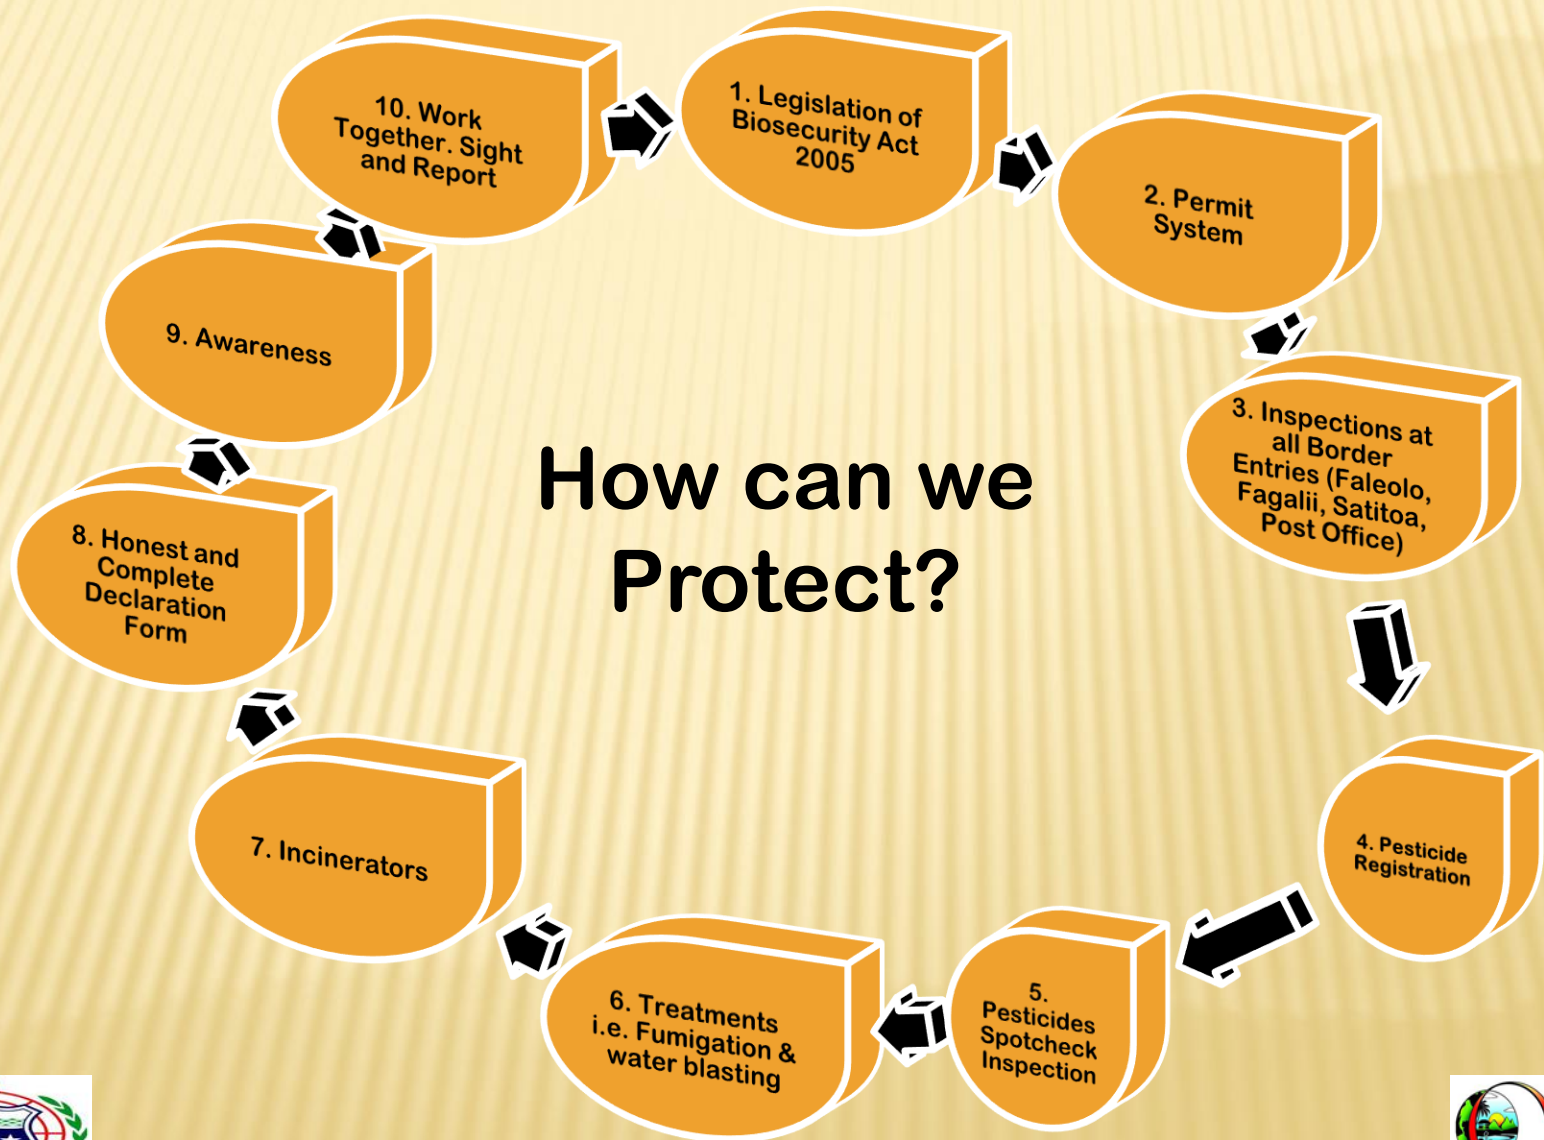 How can we
Protect?
1. Legislation of
Biosecurity Act
2005
2. Permit
System
3. Inspections at
all Border
Entries (Faleolo,
Fagalii, Satitoa,
Post Office)
4. Pesticide
Registration
5.
Pesticides
Spotcheck
Inspection
6. Treatments
i.e. Fumigation &
water blasting
7. Incinerators
8. Honest and
Complete
Declaration
Form
9. Awareness
10. Work
Together. Sight
and Report